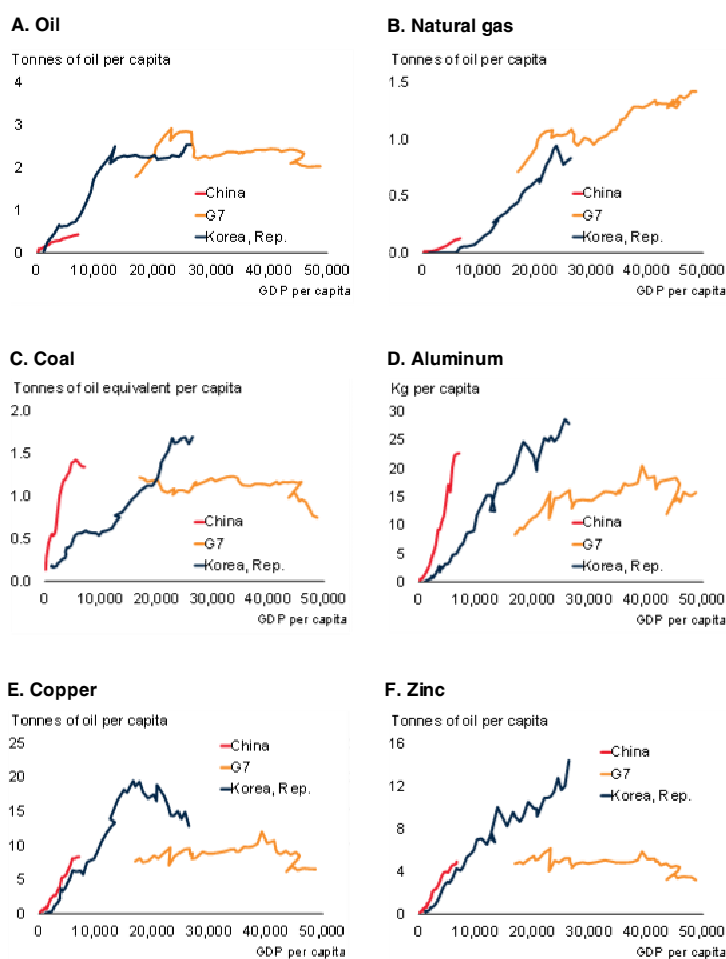 A. Oil
Tonnes of oil per capita
4
3
2
1
0
China
G7
Korea, Rep.
0 10,000 20,000 30,000 40,000 50,000
GDP per capita
B. Natural gas
Tonnes of oil per capita
1.5
1.0
0.5
0.0
China
G7
Korea, Rep.
0 10,000 20,000 30,000 40,000 50,000
GDP per capita
C. Coal
Tonnes of oil equivalent per capita
2.0
1.5
1.0
0.5
0.0
China
G7
Korea, Rep.
0 10,000 20,000 30,000 40,000 50,000
GDP per capita
D. Aluminum
Kg per capita
30
25
20
15
10
5
0
China
G7
Korea, Rep.
0 10,000 20,000 30,000 40,000 50,000
GDP per capita
E. Copper
Tonnes of oil per capita
25
20
15
10
5
0
China
G7
Korea, Rep.
0 10,000 20,000 30,000 40,000 50,000
GDP per capita
F. Zinc
Tonnes of oil per capita
16
12
8
4
0
China
G7
Korea, Rep.
0 10,000 20,000 30,000 40,000 50,000
GDP per capita